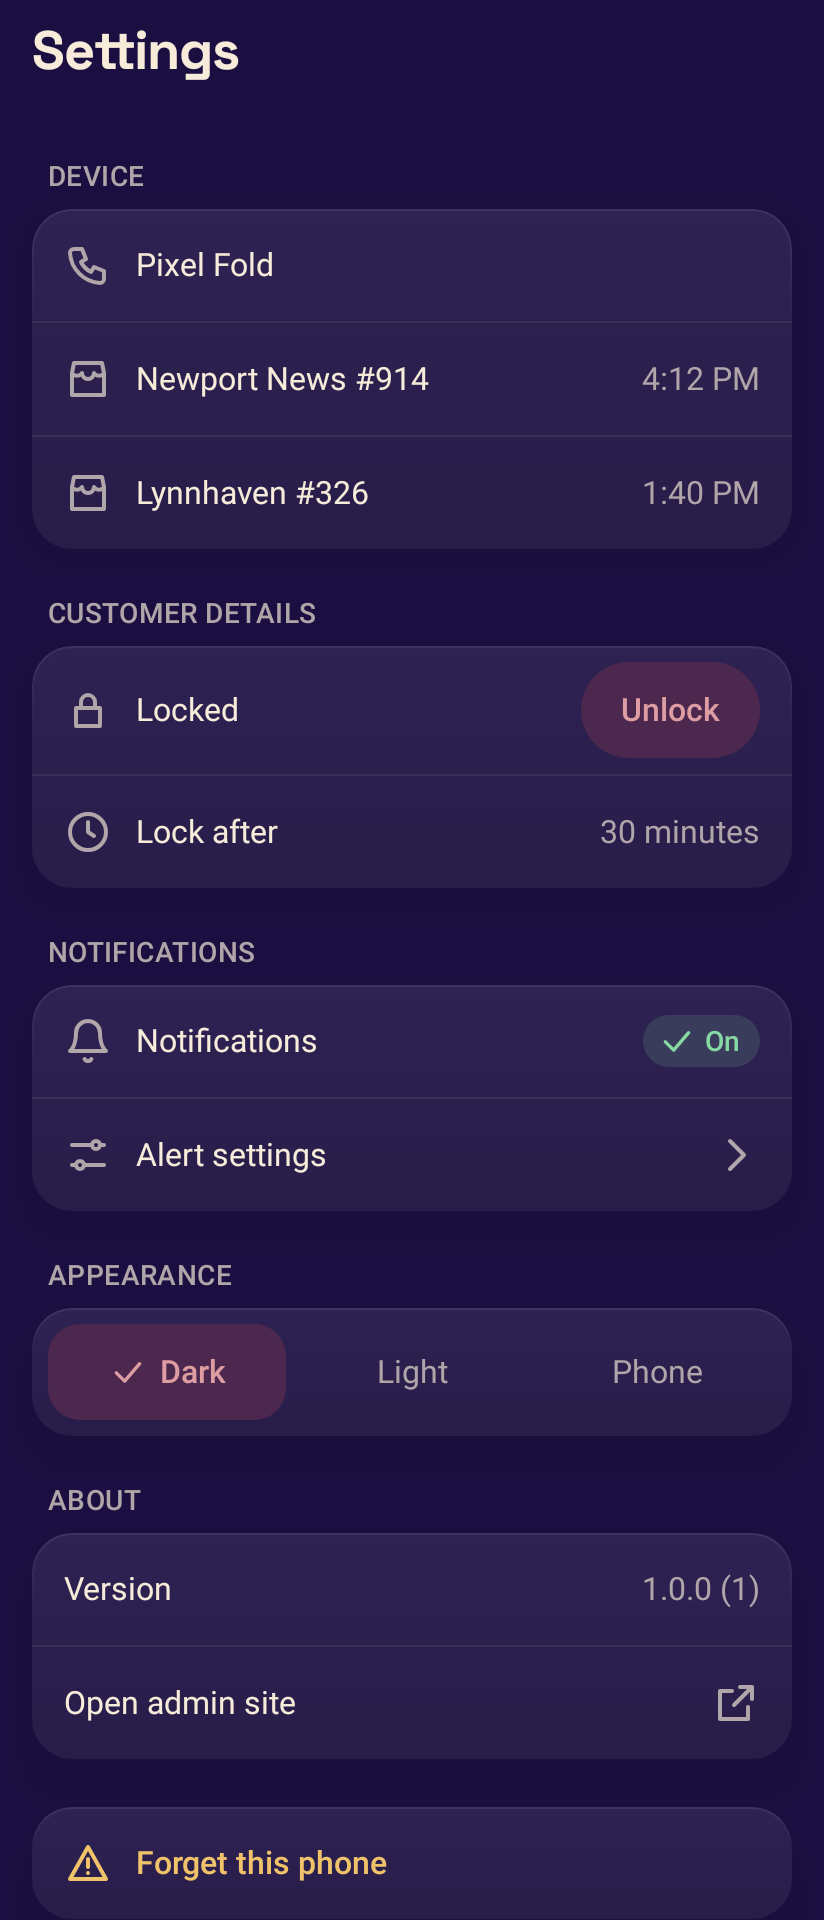 Settings
DEVICE
Pixel Fold
Newport News #914 4:12 PM
Lynnhaven #326 1:40 PM
CUSTOMER DETAILS
Locked Unlock
Lock after 30 minutes
NOTIFICATIONS
Notifications On
Alert settings
APPEARANCE
Dark Light Phone
ABOUT
Version 1.0.0 (1)
Open admin site
Forget this phone